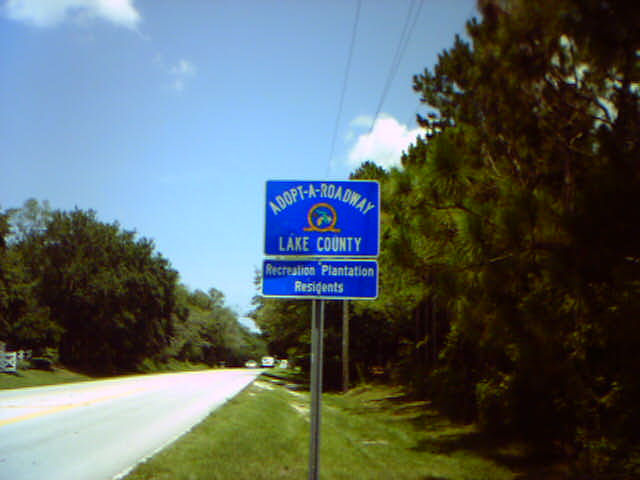 ADOPT-A-ROADWAY
LAKE COUNTY
Recreation Plantation
Residents